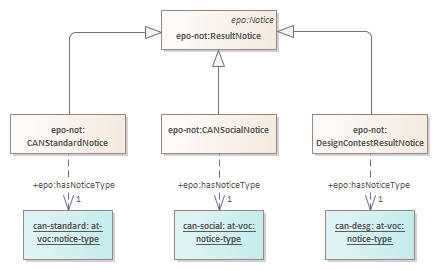 epo:Notice
epo-not:ResultNotice
epo-not:
CANStandardNotice
epo-not:CANSocialNotice
epo-not:
DesignContestResultNotice
+epo:hasNoticeType
+epo:hasNoticeType
+epo:hasNoticeType
1
1
1
can-standard: at-
voc:notice-type
can-social: at-voc:
notice-type
can-desg: at-voc:
notice-type